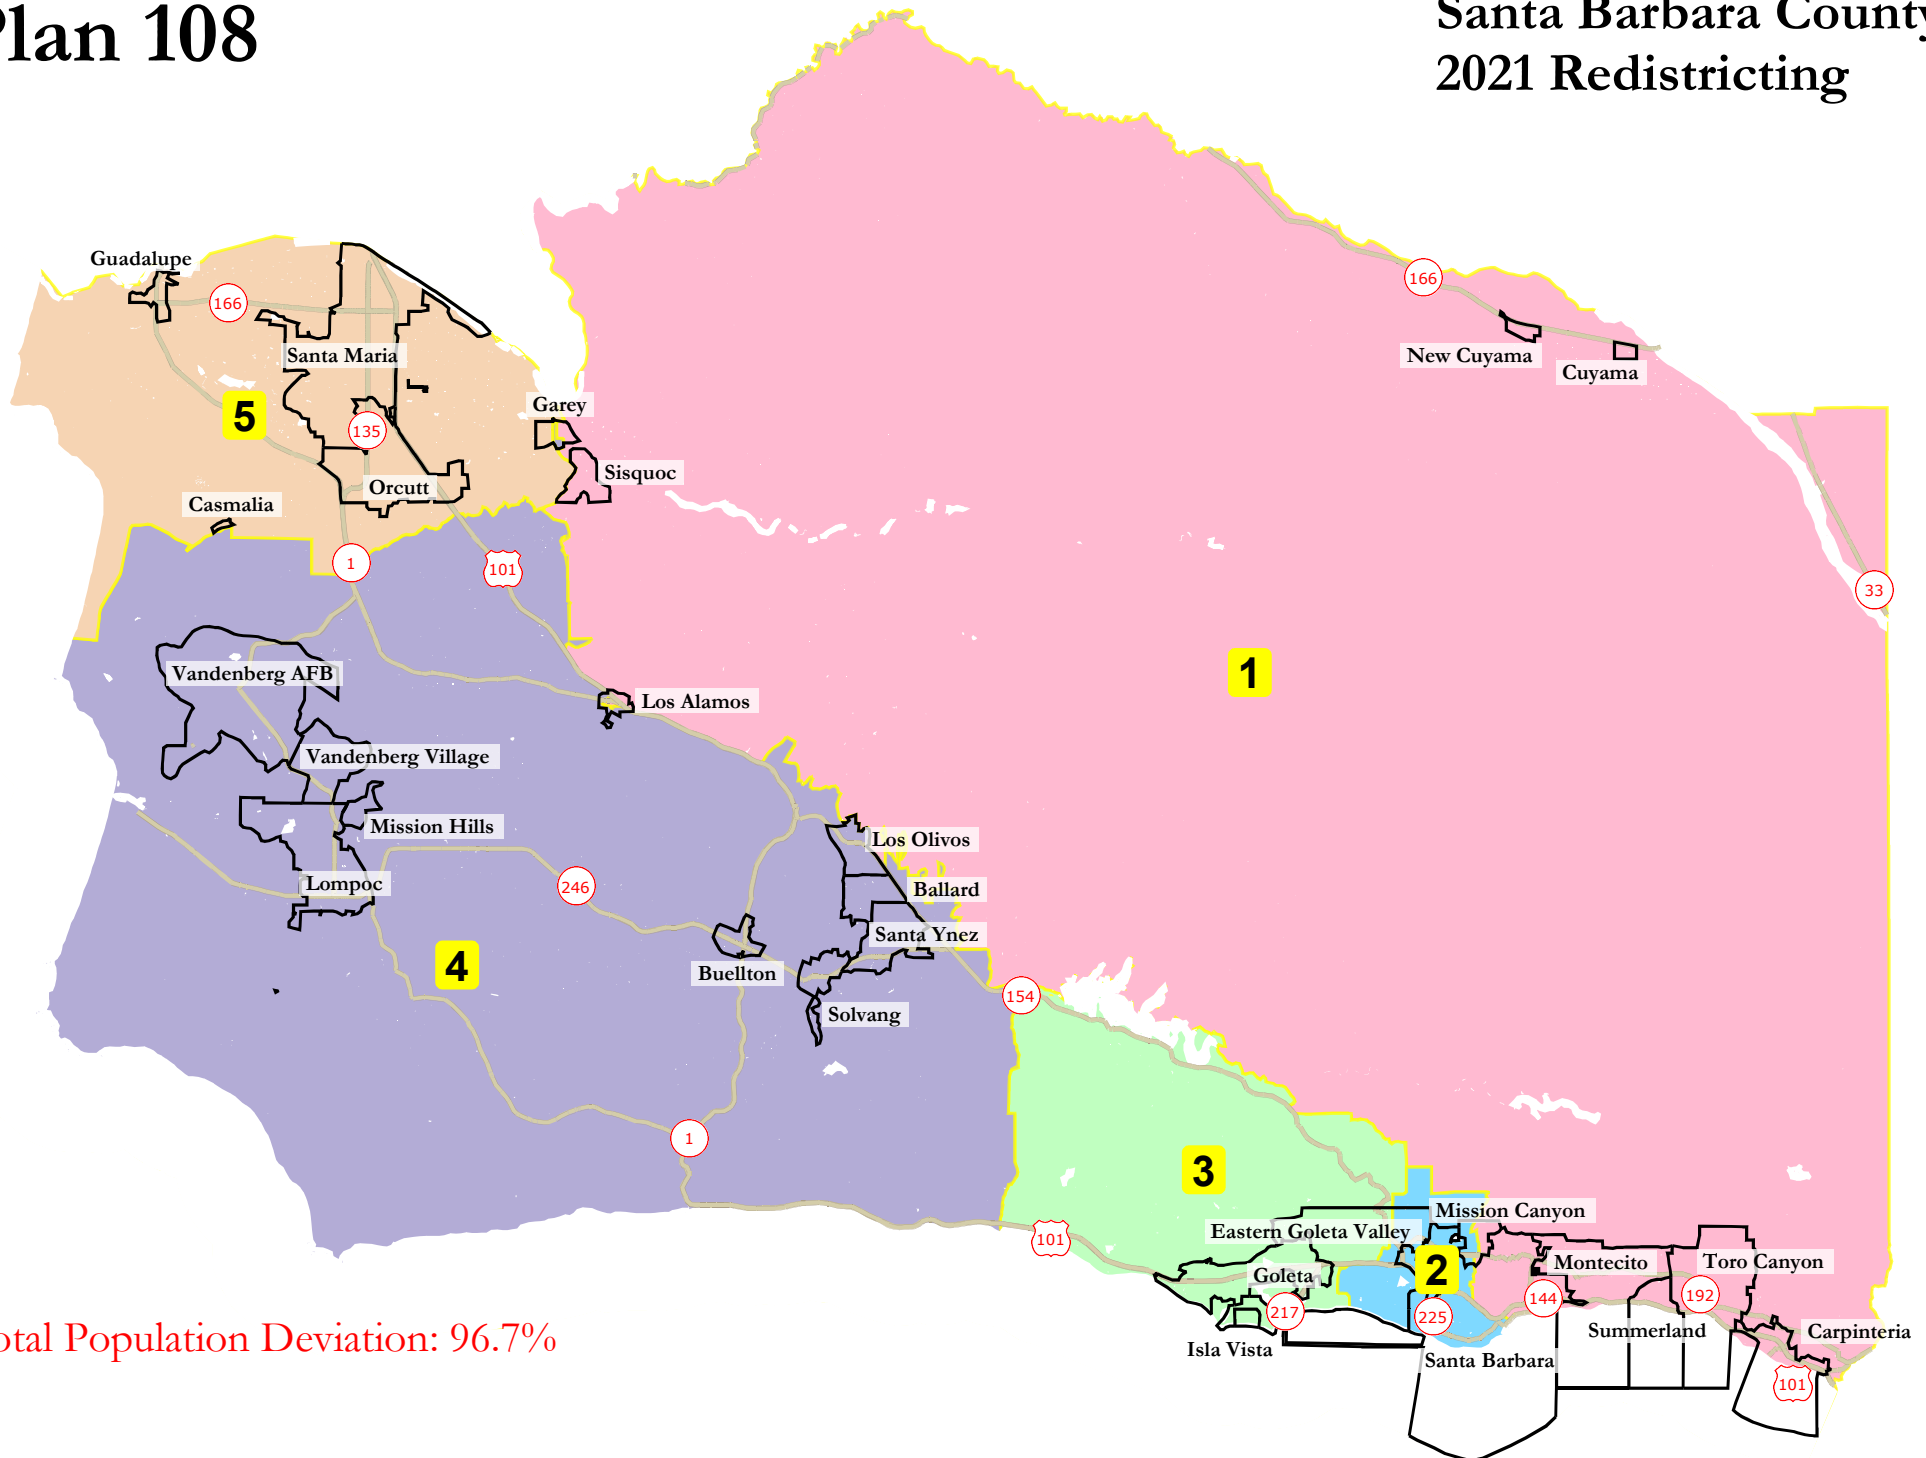 Plan 108
Santa Barbara County
2021 Redistricting
Guadalupe
166
166
Santa Maria
New Cuyama
Cuyama
5
Garey
135
Sisquoc
Orcutt
Casmalia
1
101
33
Vandenberg AFB
1
Los Alamos
Vandenberg Village
Mission Hills
Los Olivos
Lompoc
246
Ballard
Santa Ynez
4
Buellton
154
Solvang
1
3
Mission Canyon
Eastern Goleta Valley
101
2
Montecito
Toro Canyon
Goleta
217
225
144
192
Summerland
Carpinteria
Isla Vista
Santa Barbara
101
otal Population Deviation: 96.7%